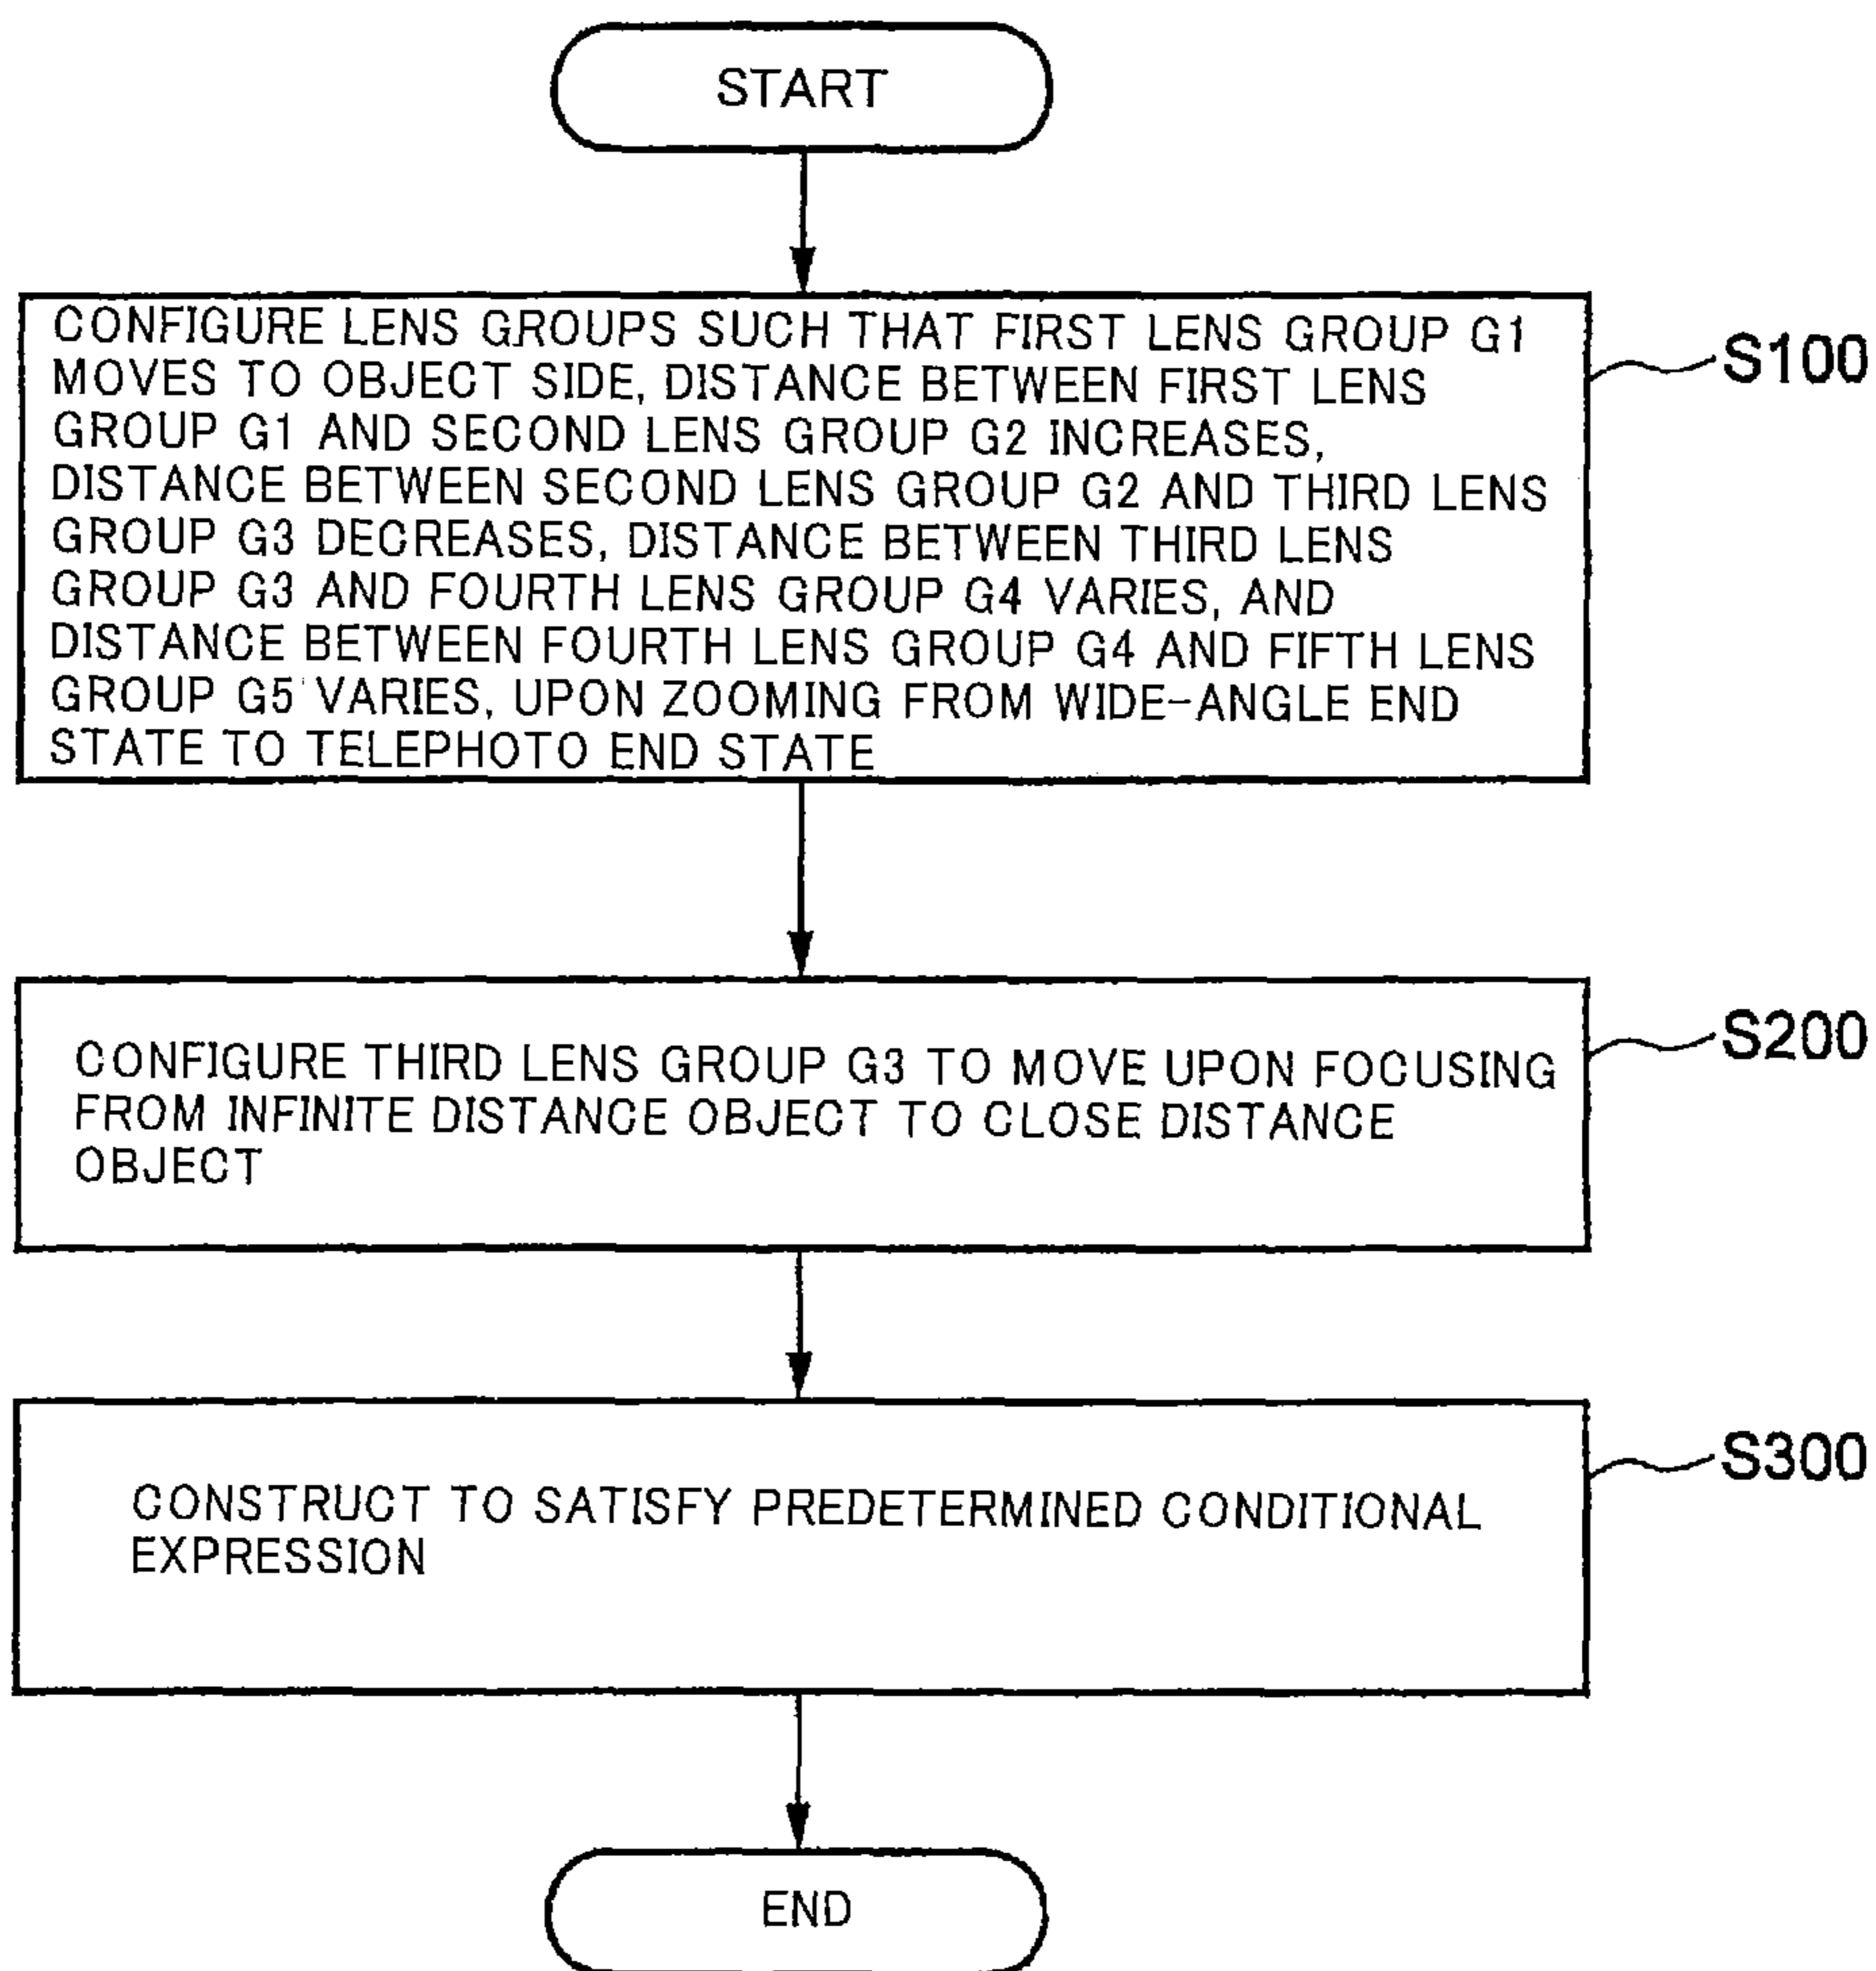 START
CONFIGURE LENS GROUPS SUCH THAT FIRST LENS GROUP G1
MOVES TO OBJECT SIDE, DISTANCE BETWEEN FIRST LENS
GROUP G1 AND SECOND LENS GROUP G2 INCREASES,
DISTANCE BETWEEN SECOND LENS GROUP G2 AND THIRD LENS
GROUP G3 DECREASES, DISTANCE BETWEEN THIRD LENS
GROUP G3 AND FOURTH LENS GROUP G4 VARIES, AND
DISTANCE BETWEEN FOURTH LENS GROUP G4 AND FIFTH LENS
GROUP G5 VARIES, UPON ZOOMING FROM WIDE-ANGLE END
STATE TO TELEPHOTO END STATE
S100
CONFIGURE THIRD LENS GROUP G3 TO MOVE UPON FOCUSING
FROM INFINITE DISTANCE OBJECT TO CLOSE DISTANCE
OBJECT
S200
CONSTRUCT TO SATISFY PREDETERMINED CONDITIONAL
EXPRESSION
S300
END